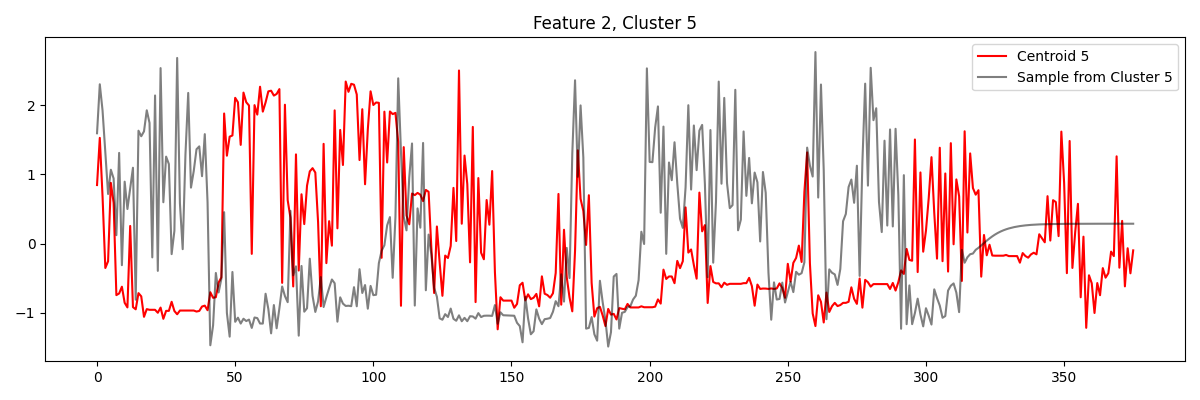 Feature 2, Cluster 5
Centroid 5
Sample from Cluster 5
2
1
0
−1
0 50 100 150 200 250 300 350